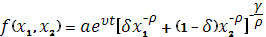 f(x₁, x₂) = ae^{υt}[δx₁^{-ρ} + (1- δ)x₂^{-ρ}]^{-γ/ρ}